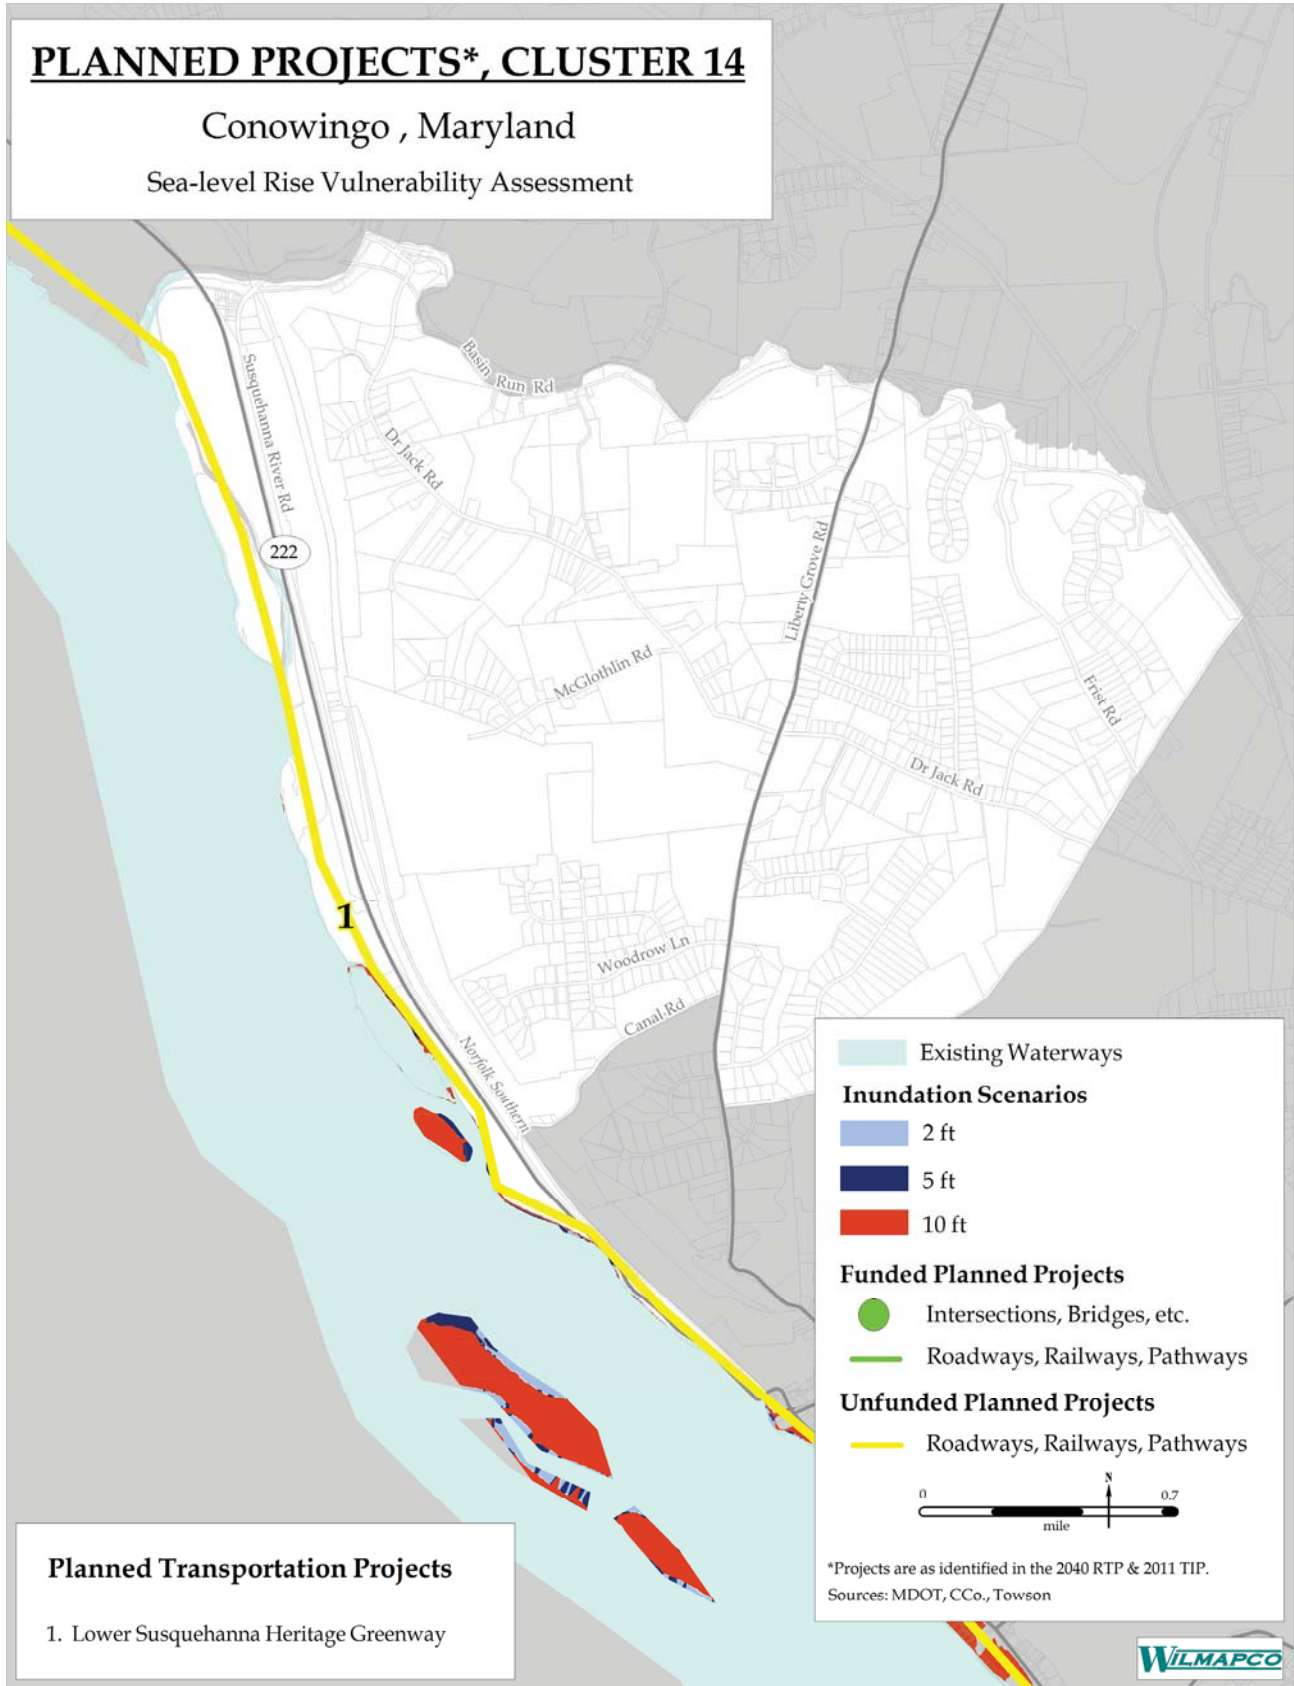 PLANNED PROJECTS*, CLUSTER 14
Conowingo , Maryland
Sea-level Rise Vulnerability Assessment
Basin Run Rd
Susquehanna River Rd
Dr Jack Rd
222
Liberty Grove Rd
McGlothlin Rd
Frist Rd
Dr Jack Rd
1
Woodrow Ln
Canal Rd
Norfolk Southern
Existing Waterways
Inundation Scenarios
2 ft
5 ft
10 ft
Funded Planned Projects
Intersections, Bridges, etc.
Roadways, Railways, Pathways
Unfunded Planned Projects
Roadways, Railways, Pathways
N
0 0.7
mile
*Projects are as identified in the 2040 RTP & 2011 TIP.
Sources: MDOT, CCo., Towson
Planned Transportation Projects
1. Lower Susquehanna Heritage Greenway
WILMAPCO